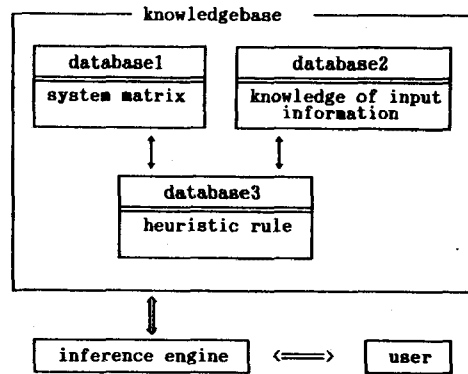 knowledgebase
database1
system matrix
database2
knowledge of input
information
database3
heuristic rule
inference engine
user